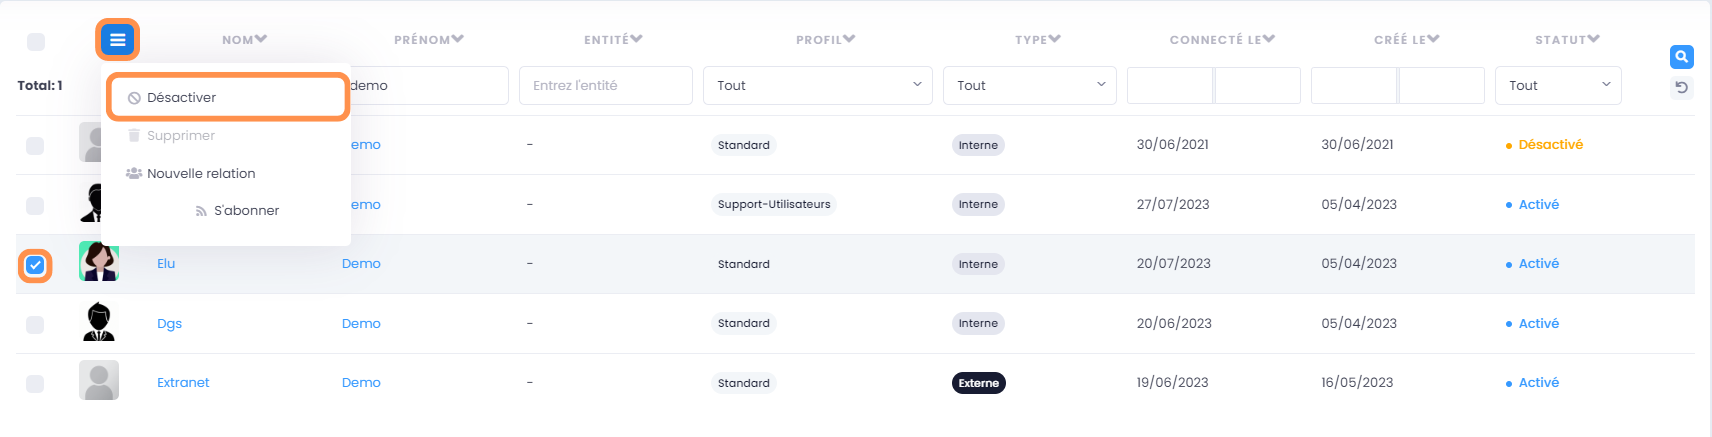 NOM PRÉNOM ENTITÉ PROFIL TYPE CONNECTÉ LE CRÉÉ LE STATUT
Total: 1 demo Entrez l'entité Tout Tout Tout
Désactiver
Supprimer
Nouvelle relation
S'abonner
emo - Standard Interne 30/06/2021 30/06/2021 Désactivé
emo - Support-Utilisateurs Interne 27/07/2023 05/04/2023 Activé
Elu Demo - Standard Interne 20/07/2023 05/04/2023 Activé
Dgs Demo - Standard Interne 20/06/2023 05/04/2023 Activé
Extranet Demo - Standard Externe 19/06/2023 16/05/2023 Activé